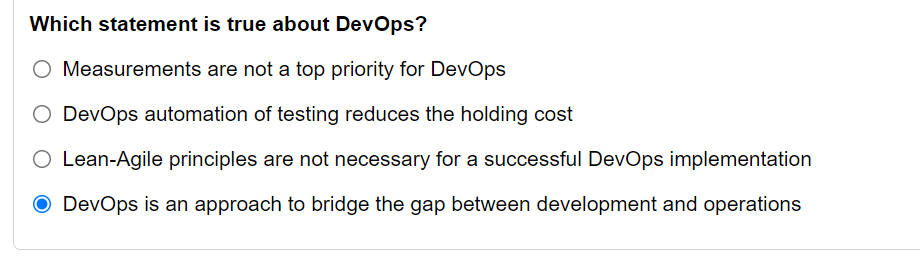 Which statement is true about DevOps?
Measurements are not a top priority for DevOps
DevOps automation of testing reduces the holding cost
Lean-Agile principles are not necessary for a successful DevOps implementation
DevOps is an approach to bridge the gap between development and operations